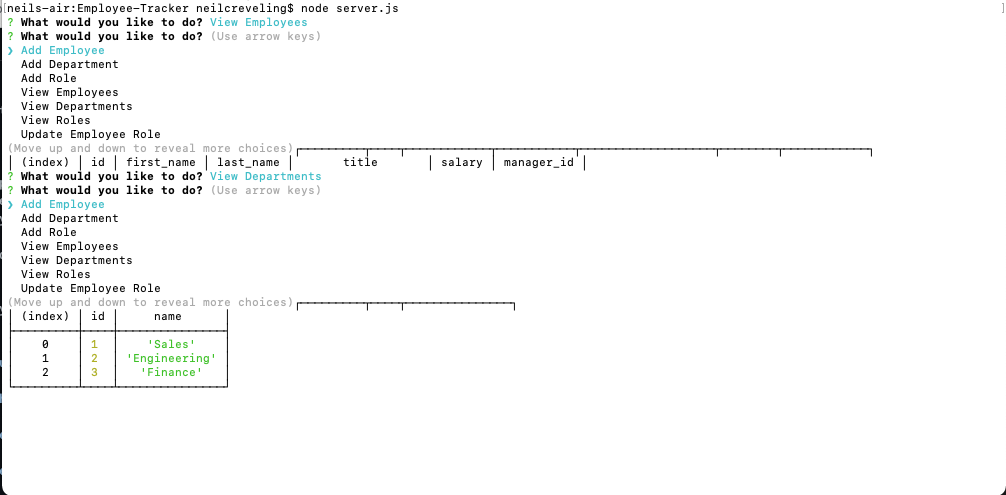 [neils-air:Employee-Tracker neilcreveling$ node server.js ]
? What would you like to do? View Employees
? What would you like to do? (Use arrow keys)
❯ Add Employee
Add Department
Add Role
View Employees
View Departments
View Roles
Update Employee Role
(Move up and down to reveal more choices)
(index) id first_name last_name title salary manager_id
? What would you like to do? View Departments
? What would you like to do? (Use arrow keys)
❯ Add Employee
Add Department
Add Role
View Employees
View Departments
View Roles
Update Employee Role
(Move up and down to reveal more choices)
(index) id name
0 1 'Sales'
1 2 'Engineering'
2 3 'Finance'